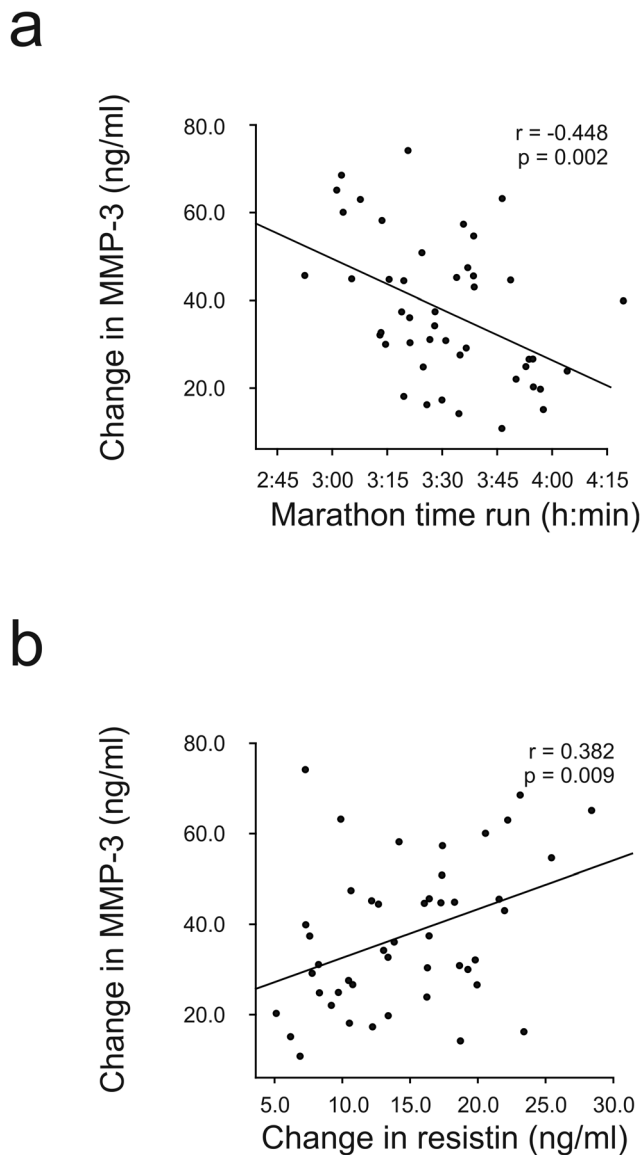 a
Change in MMP-3 (ng/ml)
80.0
60.0
40.0
20.0
r = -0.448
p = 0.002
2:45 3:00 3:15 3:30 3:45 4:00 4:15
Marathon time run (h:min)
b
Change in MMP-3 (ng/ml)
80.0
60.0
40.0
20.0
r = 0.382
p = 0.009
5.0 10.0 15.0 20.0 25.0 30.0
Change in resistin (ng/ml)